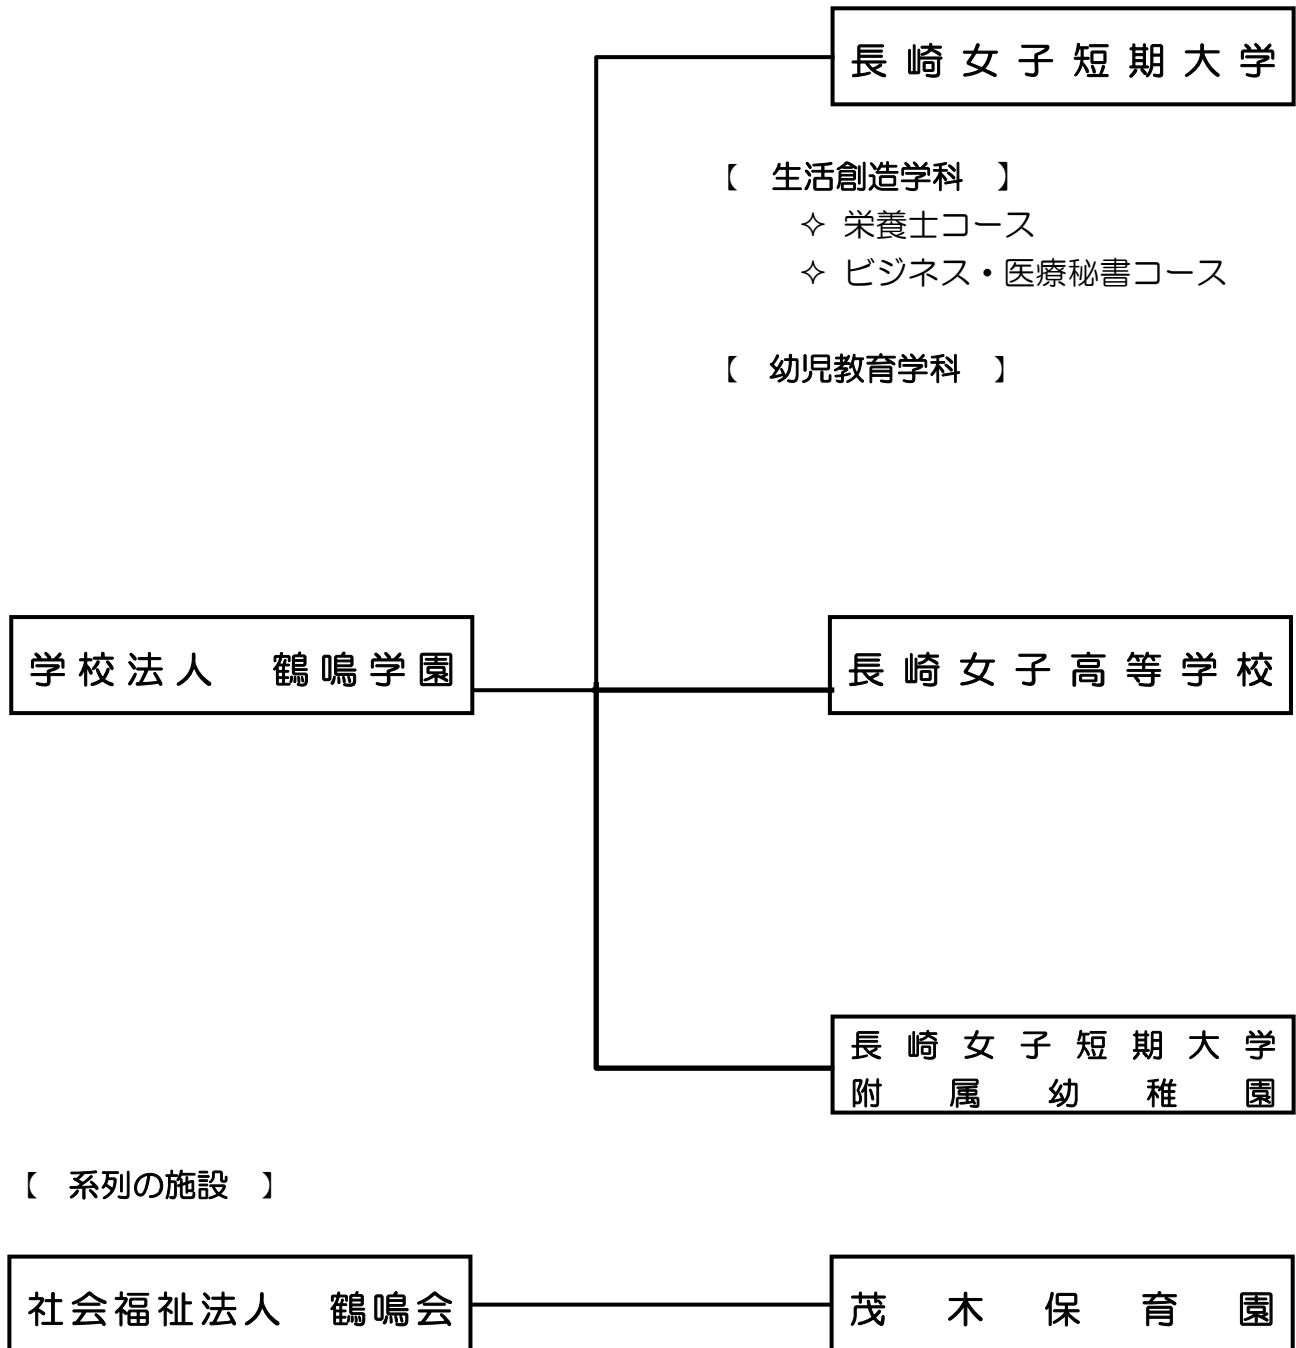 長崎女子短期大学
【　生活創造学科　】
✧ 栄養士コース
✧ ビジネス・医療秘書コース
【　幼児教育学科　】
学校法人　鶴鳴学園
長崎女子高等学校
長崎女子短期大学
附属幼稚園
【　系列の施設　】
社会福祉法人　鶴鳴会
茂木保育園